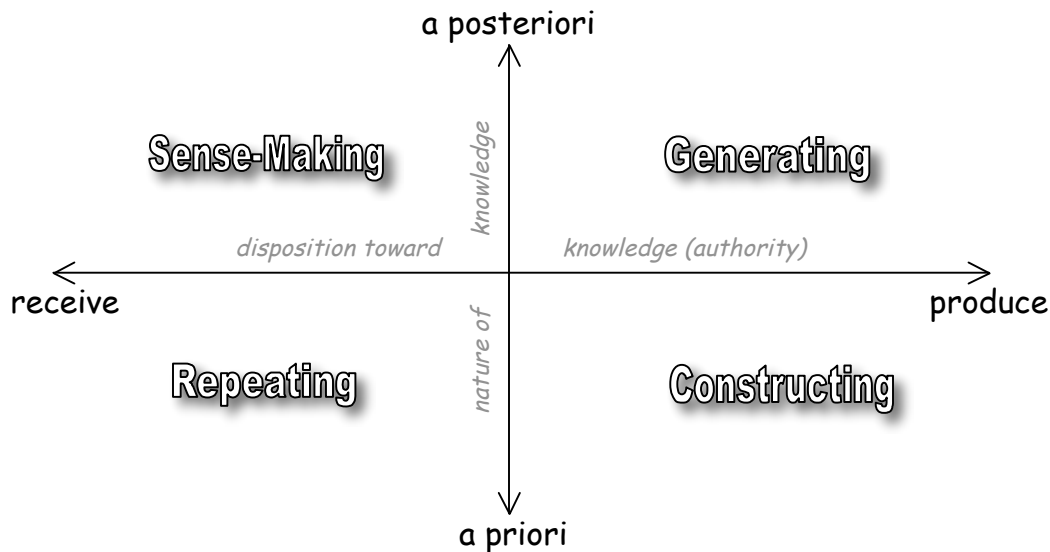 a posteriori
Sense-Making
knowledge
Generating
disposition toward
knowledge (authority)
receive
produce
nature of
Repeating
Constructing
a priori